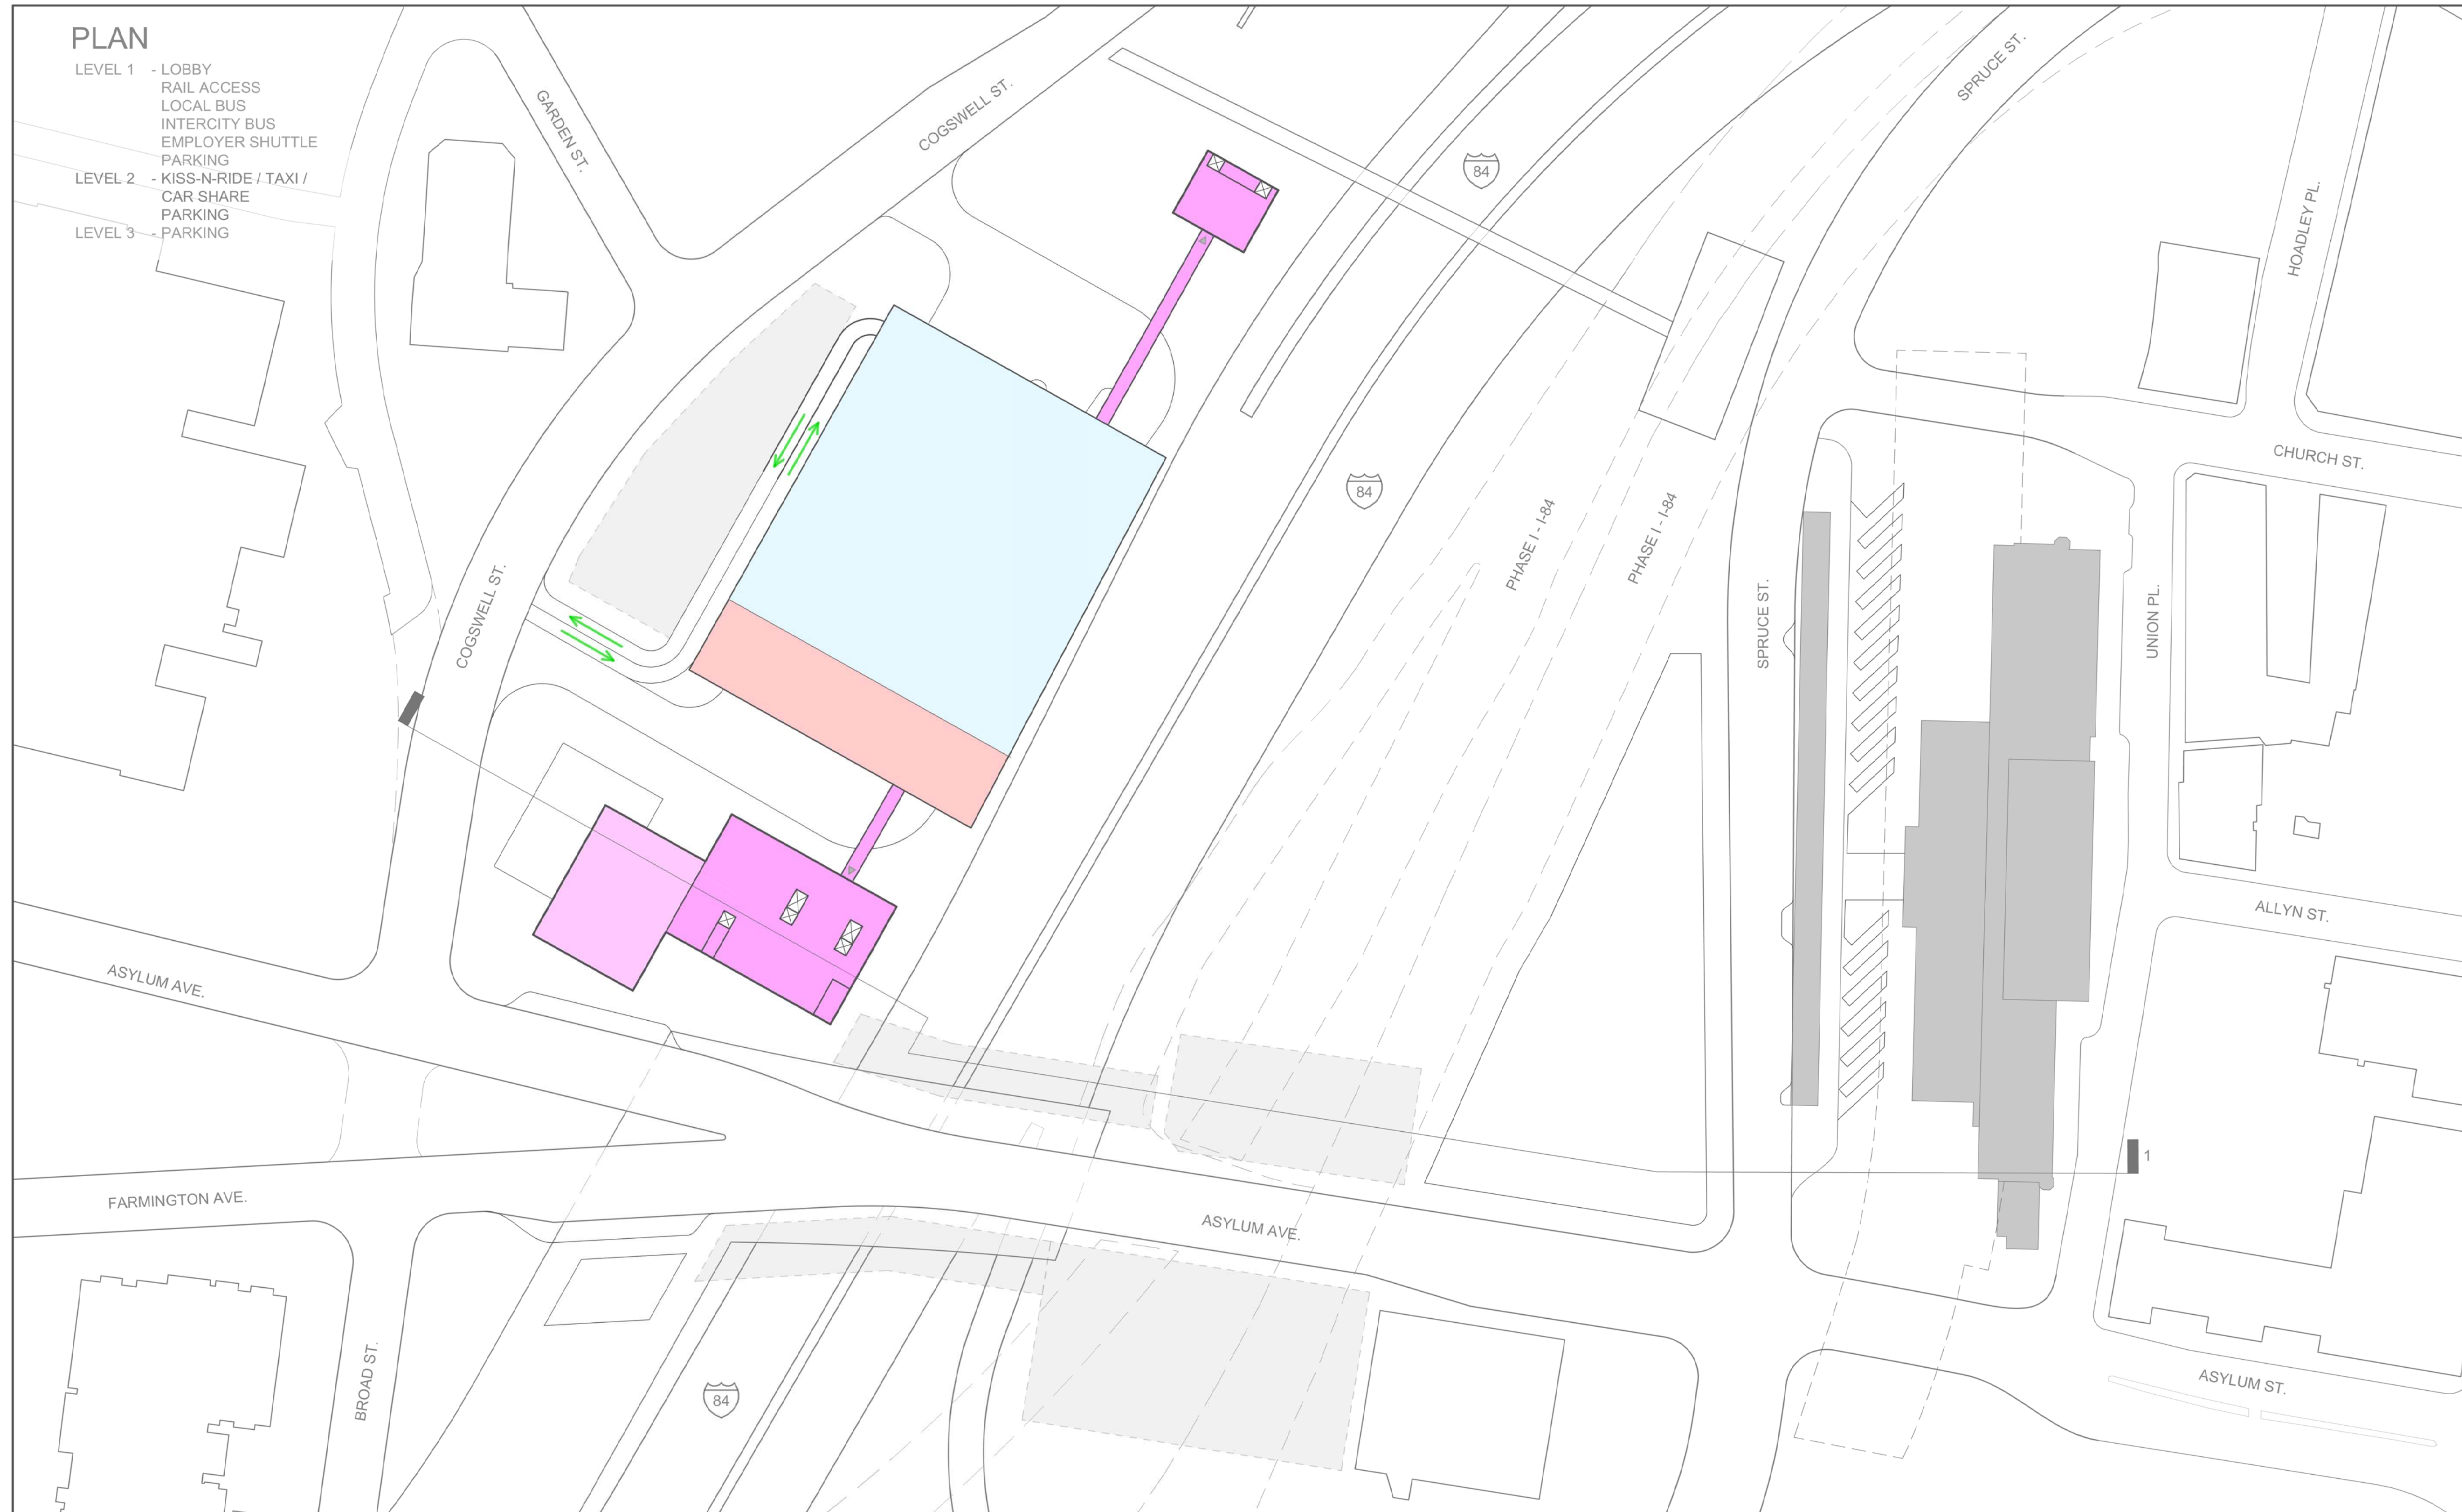 PLAN
LEVEL 1 - LOBBY
RAIL ACCESS
LOCAL BUS
INTERCITY BUS
EMPLOYER SHUTTLE
PARKING
LEVEL 2 - KISS-N-RIDE / TAXI /
CAR SHARE
PARKING
LEVEL 3 - PARKING
GARDEN ST.
COGSWELL ST.
84
SPRUCE ST.
HOADLEY PL.
CHURCH ST.
84
PHASE I - I-84
PHASE I - I-84
COGSWELL ST.
SPRUCE ST.
UNION PL.
ALLYN ST.
ASYLUM AVE.
1
FARMINGTON AVE.
ASYLUM AVE.
BROAD ST.
84
ASYLUM ST.